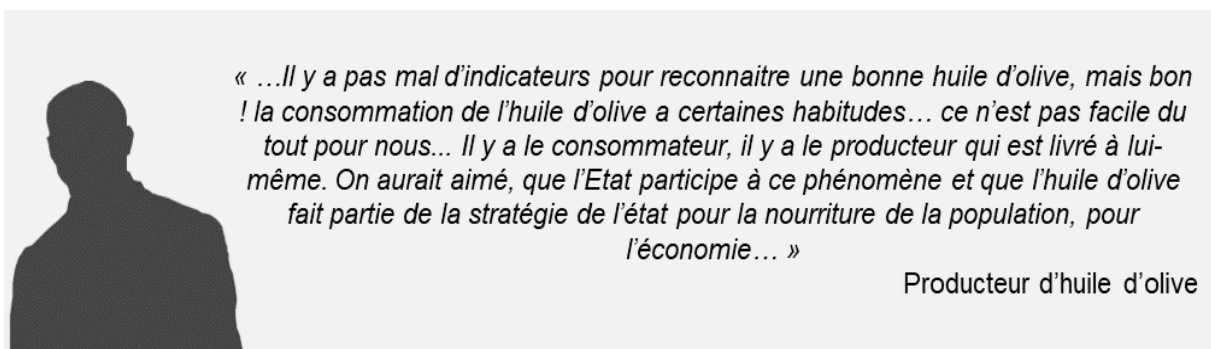 « …Il y a pas mal d’indicateurs pour reconnaitre une bonne huile d’olive, mais bon
! la consommation de l’huile d’olive a certaines habitudes… ce n’est pas facile du
tout pour nous... Il y a le consommateur, il y a le producteur qui est livré à lui-
même. On aurait aimé, que l’Etat participe à ce phénomène et que l’huile d’olive
fait partie de la stratégie de l’état pour la nourriture de la population, pour
l’économie… »
Producteur d’huile d’olive